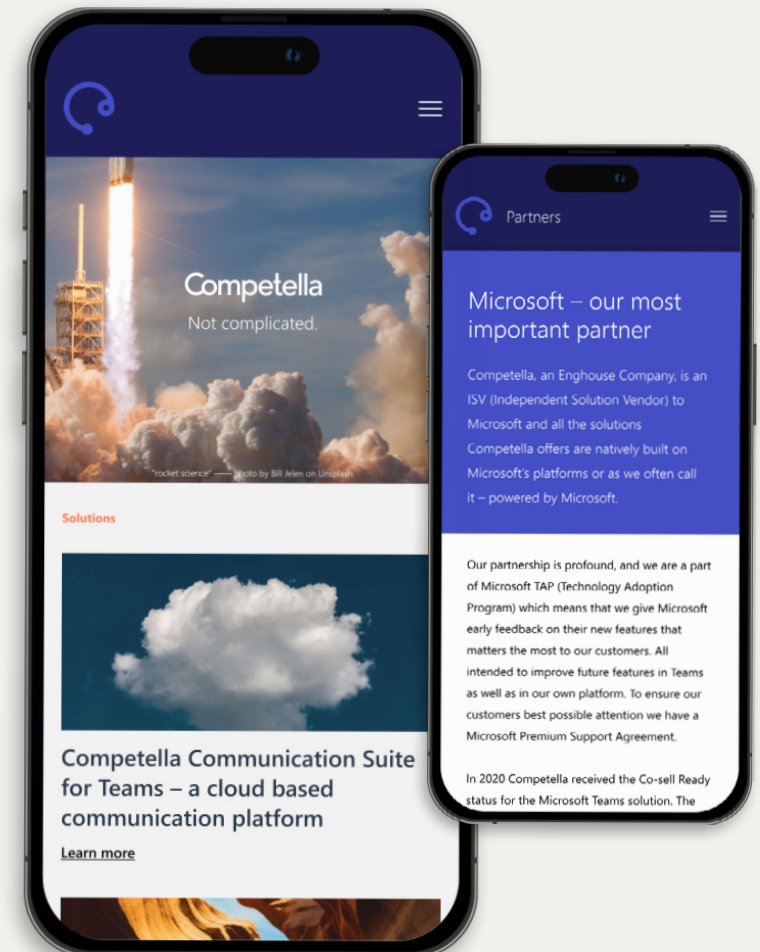 Competella
Not complicated.
"rocket science" —— photo by Bill Jelen on Unsplash
Solutions
Competella Communication Suite
for Teams – a cloud based
communication platform
Learn more
Partners
Microsoft – our most
important partner
Competella, an Enghouse Company, is an
ISV (Independent Solution Vendor) to
Microsoft and all the solutions
Competella offers are natively built on
Microsoft's platforms or as we often call
it – powered by Microsoft.
Our partnership is profound, and we are a part
of Microsoft TAP (Technology Adoption
Program) which means that we give Microsoft
early feedback on their new features that
matters the most to our customers. All
intended to improve future features in Teams
as well as in our own platform. To ensure our
customers best possible attention we have a
Microsoft Premium Support Agreement.
In 2020 Competella received the Co-sell Ready
status for the Microsoft Teams solution. The